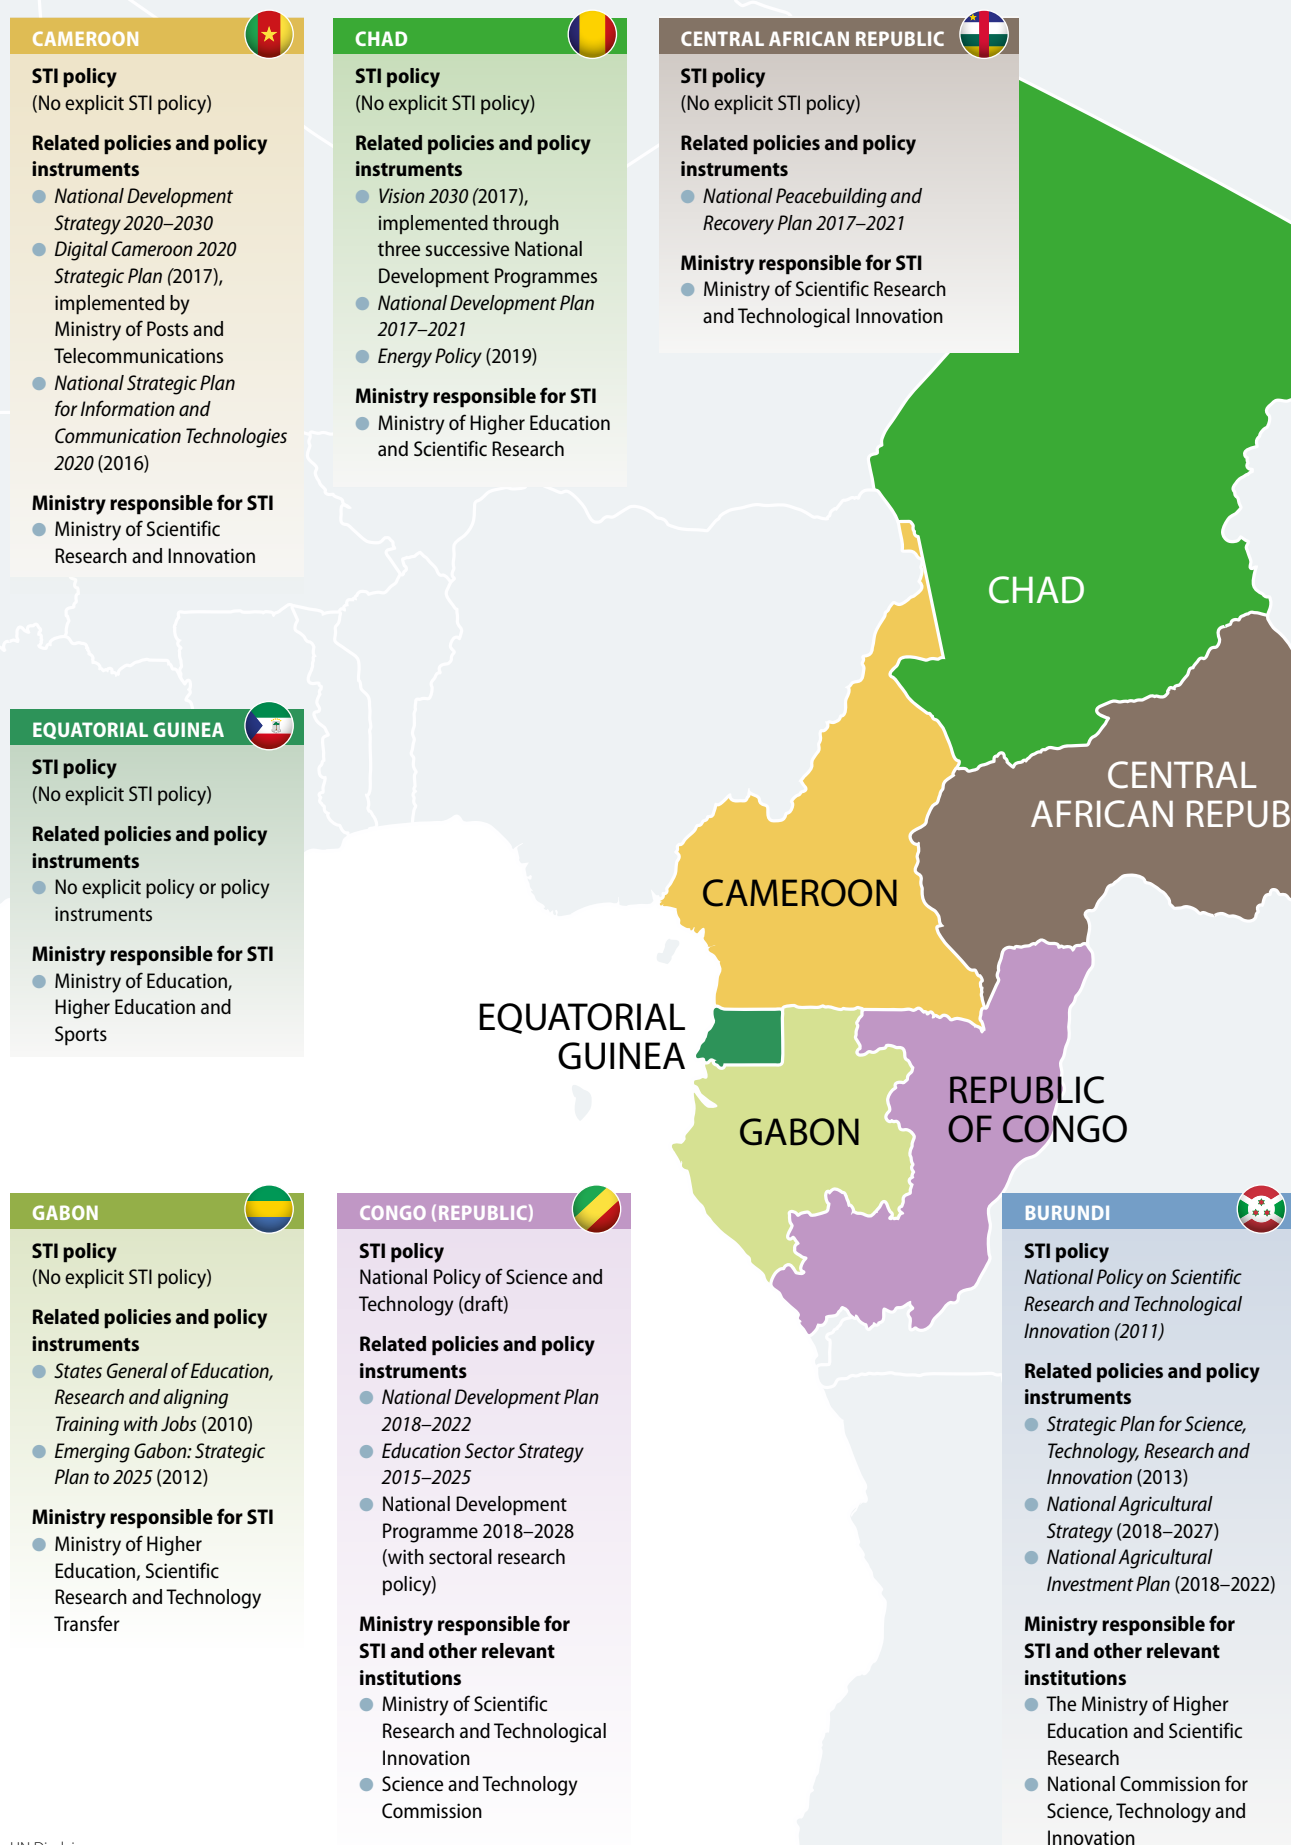 CAMEROON
STI policy
(No explicit STI policy)
Related policies and policy
instruments
National Development
Strategy 2020–2030
Digital Cameroon 2020
Strategic Plan (2017),
implemented by
Ministry of Posts and
Telecommunications
National Strategic Plan
for Information and
Communication Technologies
2020 (2016)
Ministry responsible for STI
Ministry of Scientific
Research and Innovation
CHAD
STI policy
(No explicit STI policy)
Related policies and policy
instruments
Vision 2030 (2017),
implemented through
three successive National
Development Programmes
National Development Plan
2017–2021
Energy Policy (2019)
Ministry responsible for STI
Ministry of Higher Education
and Scientific Research
CENTRAL AFRICAN REPUBLIC
STI policy
(No explicit STI policy)
Related policies and policy
instruments
National Peacebuilding and
Recovery Plan 2017–2021
Ministry responsible for STI
Ministry of Scientific Research
and Technological Innovation
CHAD
CENTRAL
AFRICAN REPUB
CAMEROON
EQUATORIAL
GUINEA
GABON
REPUBLIC
OF CONGO
EQUATORIAL GUINEA
STI policy
(No explicit STI policy)
Related policies and policy
instruments
No explicit policy or policy
instruments
Ministry responsible for STI
Ministry of Education,
Higher Education and
Sports
GABON
STI policy
(No explicit STI policy)
Related policies and policy
instruments
States General of Education,
Research and aligning
Training with Jobs (2010)
Emerging Gabon: Strategic
Plan to 2025 (2012)
Ministry responsible for STI
Ministry of Higher
Education, Scientific
Research and Technology
Transfer
CONGO (REPUBLIC)
STI policy
National Policy of Science and
Technology (draft)
Related policies and policy
instruments
National Development Plan
2018–2022
Education Sector Strategy
2015–2025
National Development
Programme 2018–2028
(with sectoral research
policy)
Ministry responsible for
STI and other relevant
institutions
Ministry of Scientific
Research and Technological
Innovation
Science and Technology
Commission
BURUNDI
STI policy
National Policy on Scientific
Research and Technological
Innovation (2011)
Related policies and policy
instruments
Strategic Plan for Science,
Technology, Research and
Innovation (2013)
National Agricultural
Strategy (2018–2027)
National Agricultural
Investment Plan (2018–2022)
Ministry responsible for
STI and other relevant
institutions
The Ministry of Higher
Education and Scientific
Research
National Commission for
Science, Technology and
Innovation